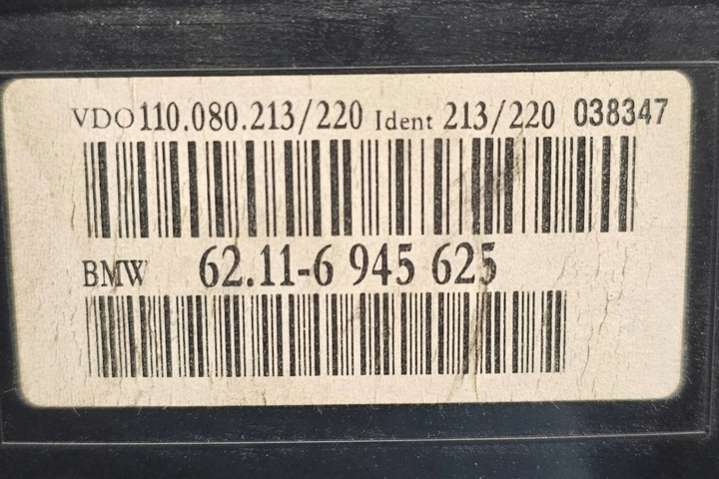 VDO 110.080.213/220 Ident 213/220 038347
BMW 62.11-6 945 625